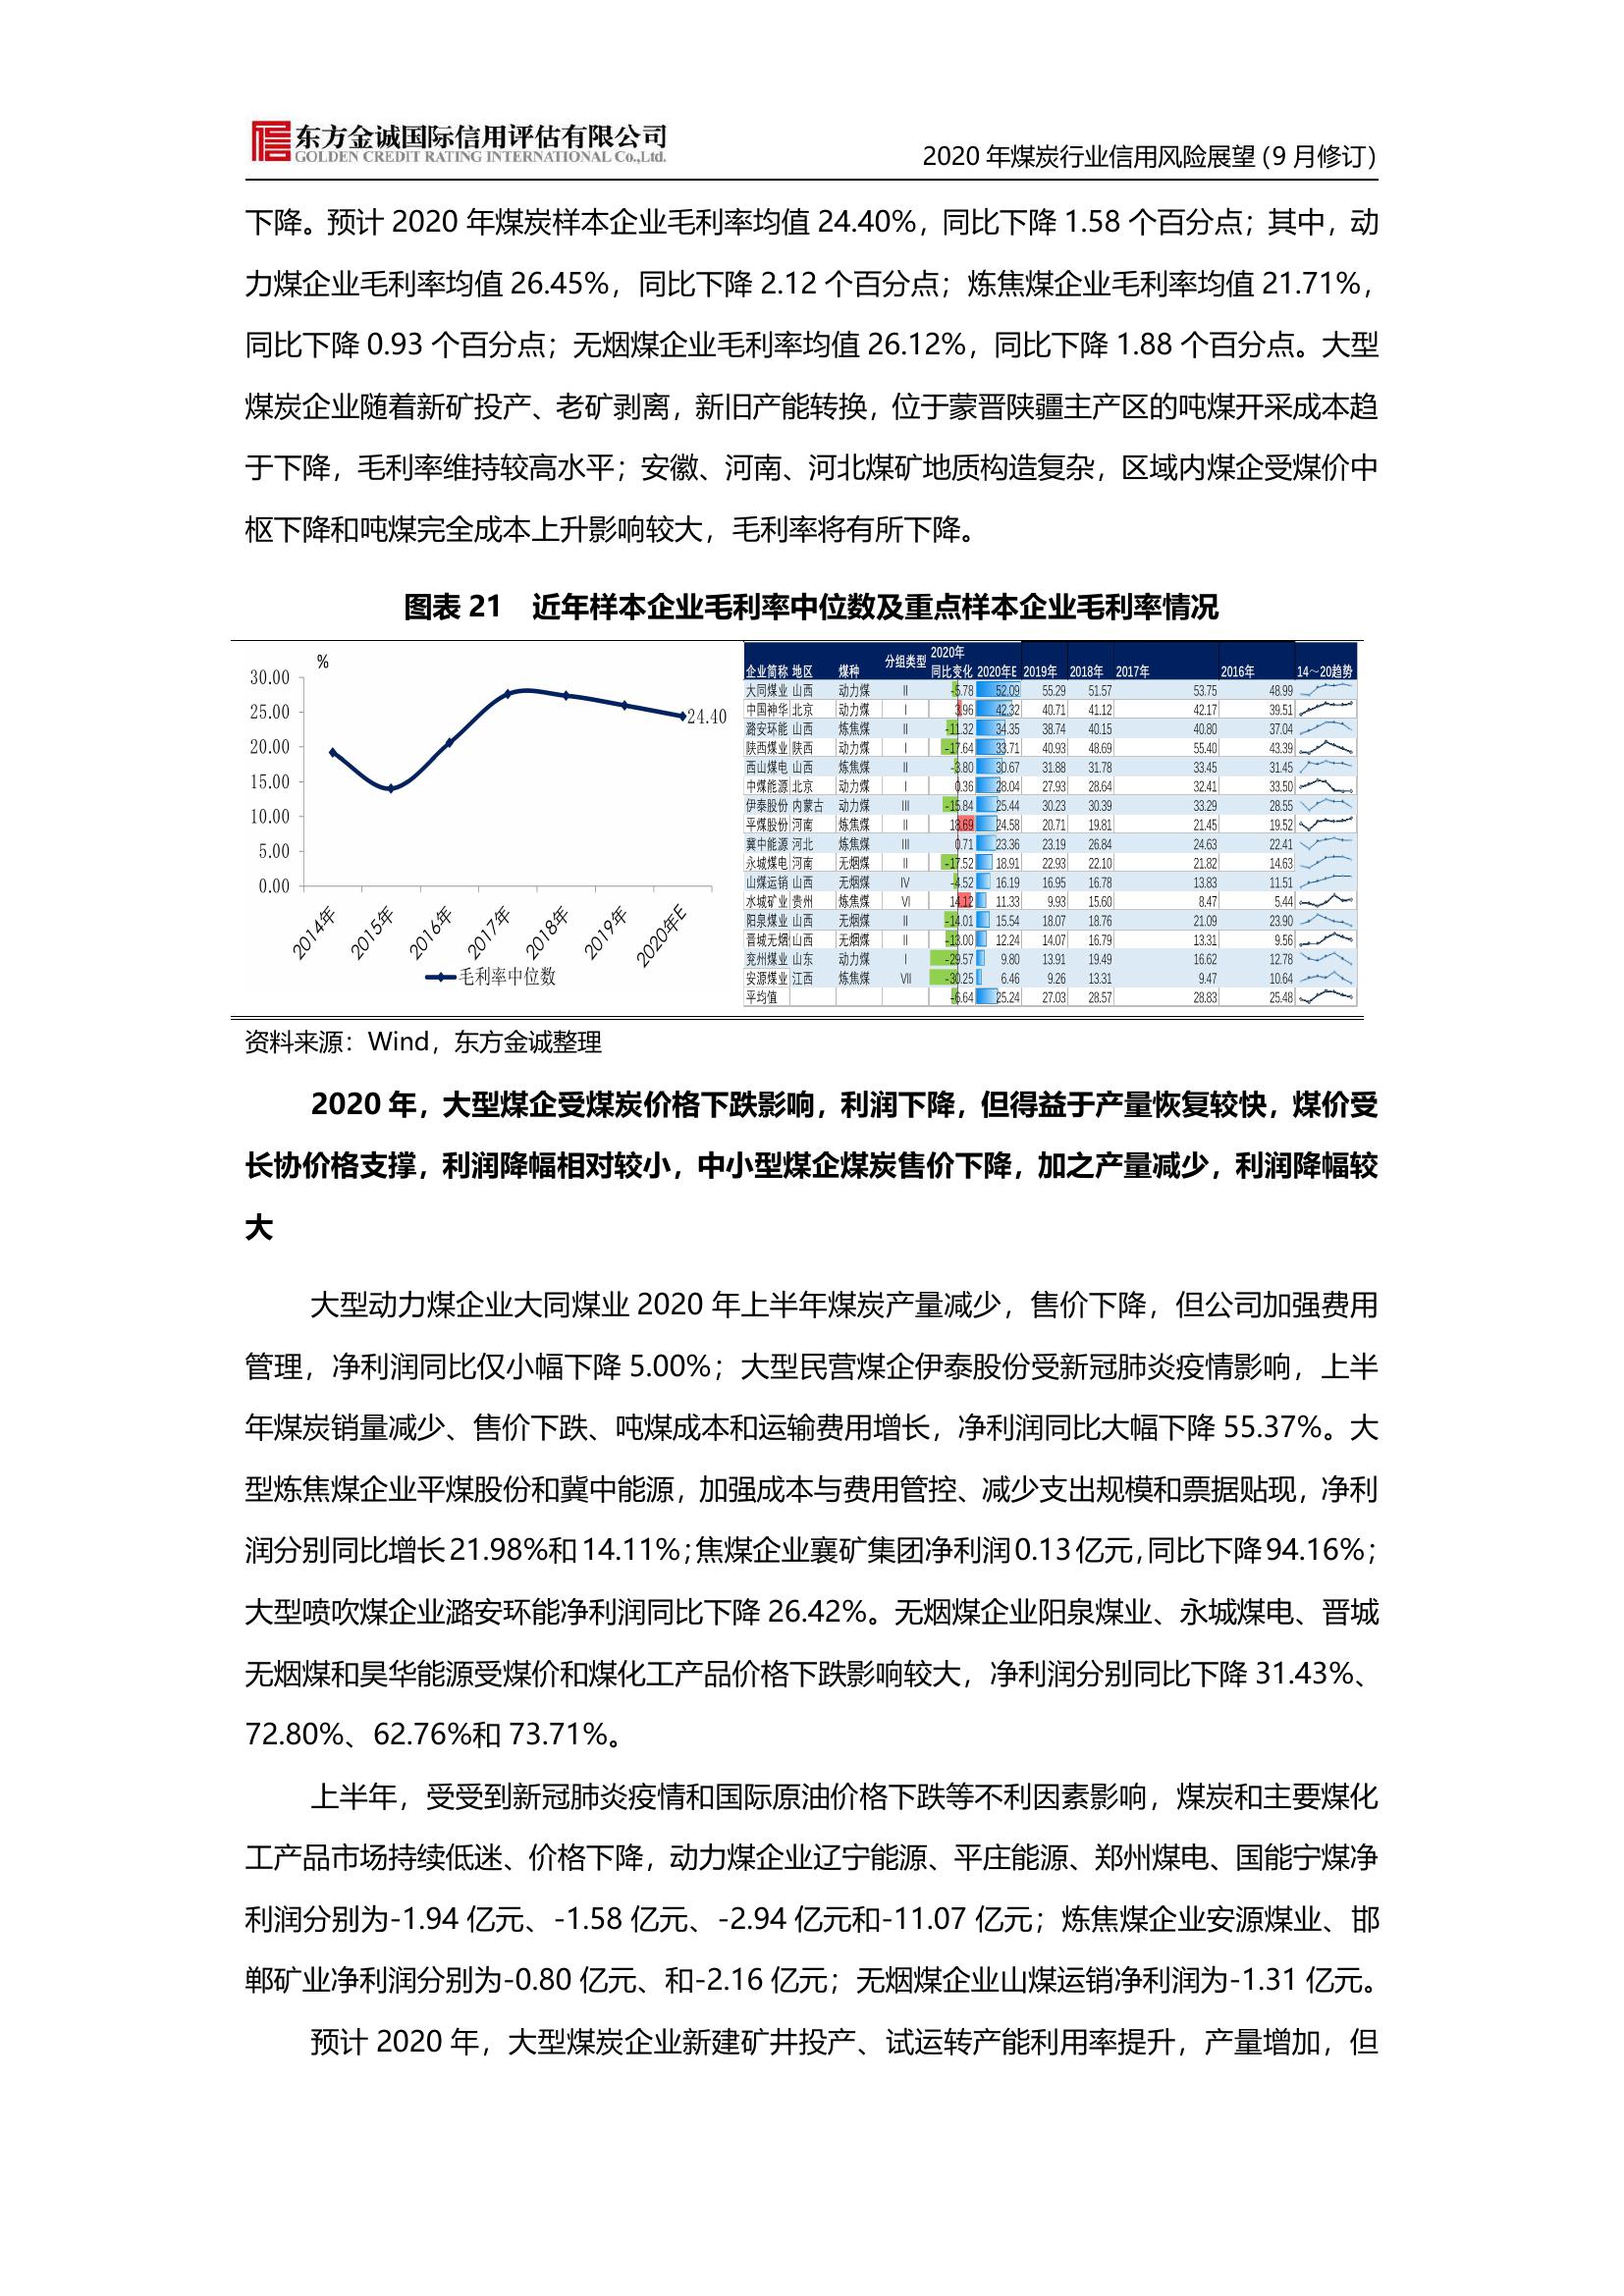 东方金诚国际信用评估有限公司
GOLDEN CREDIT RATING INTERNATIONAL Co.,Ltd.
2020 年煤炭行业信用风险展望(9 月修订)
下降。预计 2020 年煤炭样本企业毛利率均值 24.40%，同比下降 1.58 个百分点；其中，动
力煤企业毛利率均值 26.45%，同比下降 2.12 个百分点；炼焦煤企业毛利率均值 21.71%，
同比下降 0.93 个百分点；无烟煤企业毛利率均值 26.12%，同比下降 1.88 个百分点。大型
煤炭企业随着新矿投产、老矿剥离，新旧产能转换，位于蒙晋陕疆主产区的吨煤开采成本趋
于下降，毛利率维持较高水平；安徽、河南、河北煤矿地质构造复杂，区域内煤企受煤价中
枢下降和吨煤完全成本上升影响较大，毛利率将有所下降。
图表 21 近年样本企业毛利率中位数及重点样本企业毛利率情况
%
30.00
25.00
20.00
15.00
10.00
5.00
0.00
24.40
2014年 2015年 2016年 2017年 2018年 2019年 2020年E
毛利率中位数
企业简称 地区 煤种 分组类型 2020年同比变化 2020年E 2019年 2018年 2017年 2016年 14～20趋势
大同煤业 山西 动力煤 II -5.78 52.09 55.29 51.57 53.75 48.99
中国神华 北京 动力煤 I 3.96 42.32 40.71 41.12 42.17 39.51
潞安环能 山西 炼焦煤 II -11.32 34.35 38.74 40.15 40.80 37.04
陕西煤业 陕西 动力煤 I -17.64 33.71 40.93 48.69 55.40 43.39
西山煤电 山西 炼焦煤 II -3.80 30.67 31.88 31.78 33.45 31.45
中煤能源 北京 动力煤 I 0.36 28.04 27.93 28.64 32.41 33.50
伊泰股份 内蒙古 动力煤 III -15.84 25.44 30.23 30.39 33.29 28.55
平煤股份 河南 炼焦煤 II 18.69 24.58 20.71 19.81 21.45 19.52
冀中能源 河北 炼焦煤 III 0.71 23.36 23.19 26.84 24.63 22.41
永城煤电 河南 无烟煤 II -17.52 18.91 22.93 22.10 21.82 14.63
山煤运销 山西 无烟煤 IV -4.52 16.19 16.95 16.78 13.83 11.51
水城矿业 贵州 炼焦煤 VI 14.12 11.33 9.93 15.60 8.47 5.44
阳泉煤业 山西 无烟煤 II -14.01 15.54 18.07 18.76 21.09 23.90
晋城无烟 山西 无烟煤 II -13.00 12.24 14.07 16.79 13.31 9.56
兖州煤业 山东 动力煤 I -29.57 9.80 13.91 19.49 16.62 12.78
安源煤业 江西 炼焦煤 VII -30.25 6.46 9.26 13.31 9.47 10.64
平均值 -6.64 25.24 27.03 28.57 28.83 25.48
资料来源：Wind，东方金诚整理
2020 年，大型煤企受煤炭价格下跌影响，利润下降，但得益于产量恢复较快，煤价受
长协价格支撑，利润降幅相对较小，中小型煤企煤炭售价下降，加之产量减少，利润降幅较
大
大型动力煤企业大同煤业 2020 年上半年煤炭产量减少，售价下降，但公司加强费用
管理，净利润同比仅小幅下降 5.00%；大型民营煤企伊泰股份受新冠肺炎疫情影响，上半
年煤炭销量减少、售价下跌、吨煤成本和运输费用增长，净利润同比大幅下降 55.37%。大
型炼焦煤企业平煤股份和冀中能源，加强成本与费用管控、减少支出规模和票据贴现，净利
润分别同比增长 21.98%和 14.11%；焦煤企业襄矿集团净利润 0.13 亿元，同比下降 94.16%；
大型喷吹煤企业潞安环能净利润同比下降 26.42%。无烟煤企业阳泉煤业、永城煤电、晋城
无烟煤和昊华能源受煤价和煤化工产品价格下跌影响较大，净利润分别同比下降 31.43%、
72.80%、62.76%和 73.71%。
上半年，受受到新冠肺炎疫情和国际原油价格下跌等不利因素影响，煤炭和主要煤化
工产品市场持续低迷、价格下降，动力煤企业辽宁能源、平庄能源、郑州煤电、国能宁煤净
利润分别为-1.94 亿元、-1.58 亿元、-2.94 亿元和-11.07 亿元；炼焦煤企业安源煤业、邯
郸矿业净利润分别为-0.80 亿元、和-2.16 亿元；无烟煤企业山煤运销净利润为-1.31 亿元。
预计 2020 年，大型煤炭企业新建矿井投产、试运转产能利用率提升，产量增加，但